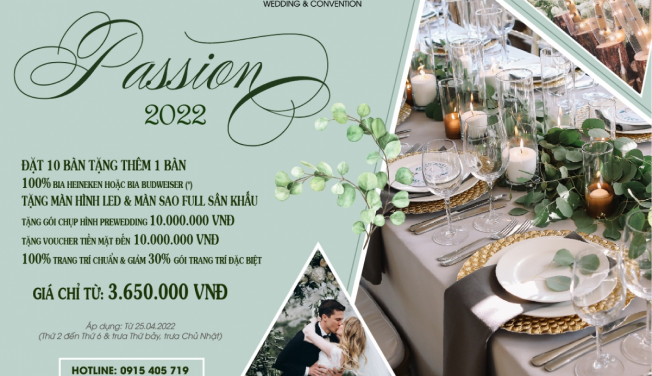 WEDDING & CONVENTION
Passion
2022
ĐẶT 10 BÀN TẶNG THÊM 1 BÀN
100% BIA HEINEKEN HOẶC BIA BUDWEISER (*)
TẶNG MÀN HÌNH LED & MÀN SAO FULL SÂN KHẤU
TẶNG GÓI CHỤP HÌNH PREWEDDING 10.000.000 VNĐ
TẶNG VOUCHER TIỀN MẶT ĐẾN 10.000.000 VNĐ
100% TRANG TRÍ CHUẨN & GIẢM 30% GÓI TRANG TRÍ ĐẶC BIỆT
GIÁ CHỈ TỪ: 3.650.000 VNĐ
Áp dụng: Từ 25.04.2022
(Thứ 2 đến Thứ 6 & trưa Thứ bảy, trưa Chủ Nhật)
HOTLINE: 0915 405 719